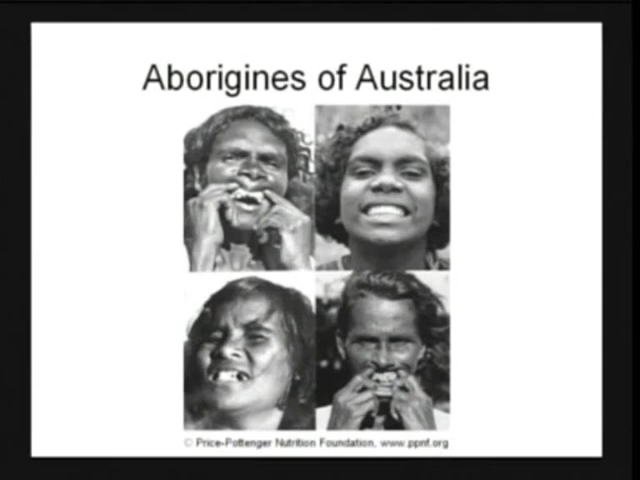 Aborigines of Australia
© Price-Pottenger Nutrition Foundation, www.ppnf.org